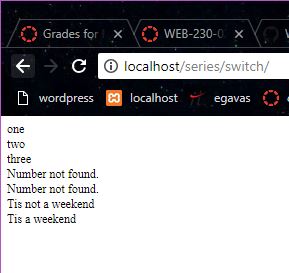 Grades for
WEB-230-0
W
localhost/series/switch/
wordpress
localhost
egavas
one
two
three
Number not found.
Number not found.
Tis not a weekend
Tis a weekend